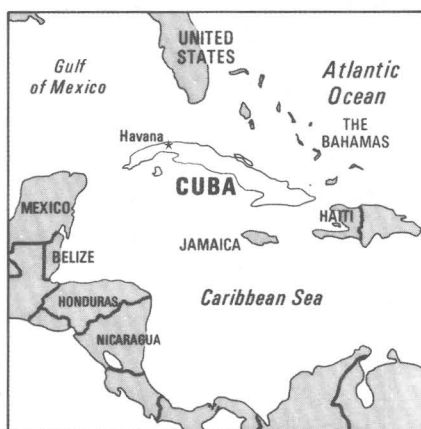 UNITED
STATES
Gulf
of Mexico
Atlantic
Ocean
THE
BAHAMAS
Havana
CUBA
MEXICO
HAITI
JAMAICA
BELIZE
HONDURAS
Caribbean Sea
NICARAGUA